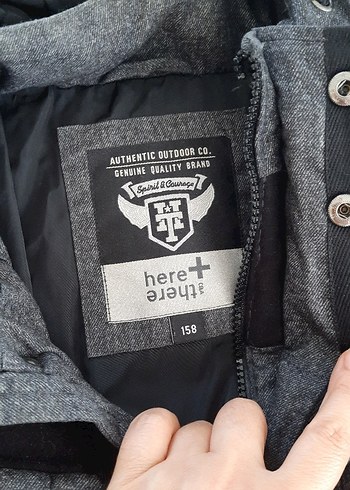 AUTHENTIC OUTDOOR CO.
GENUINE QUALITY BRAND
Spirit & Courage
HT
here+
there
158